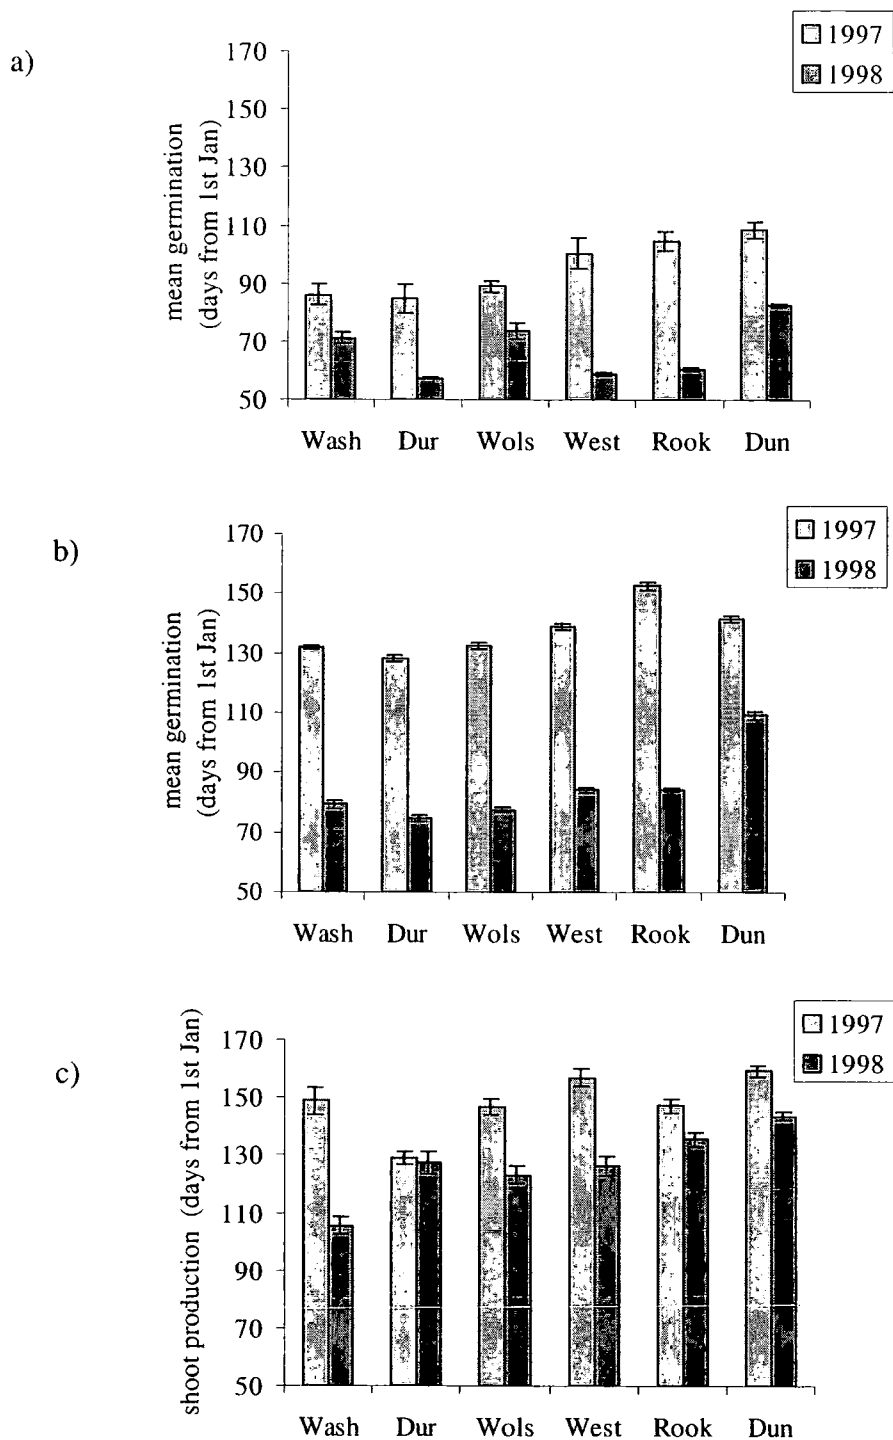 a)
1997
1998
mean germination
(days from 1st Jan)
170
150
130
110
90
70
50
Wash Dur Wols West Rook Dun
b)
1997
1998
mean germination
(days from 1st Jan)
170
150
130
110
90
70
50
Wash Dur Wols West Rook Dun
c)
1997
1998
shoot production (days from 1st Jan)
170
150
130
110
90
70
50
Wash Dur Wols West Rook Dun